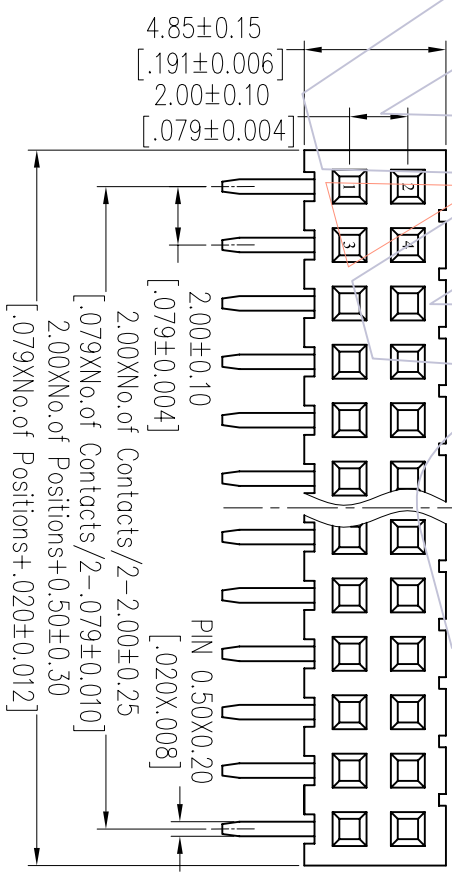 4.85±0.15
[.191±0.006]
2.00±0.10
[.079±0.004]
1
2
3
4
2.00±0.10
[.079±0.004]
2.00XNo.of Contacts/2-2.00±0.25
[.079XNo.of Contacts/2-.079±0.010]
2.00XNo.of Positions+0.50±0.30
[.079XNo.of Positions+.020±0.012]
PIN 0.50X0.20
[.020X.008]